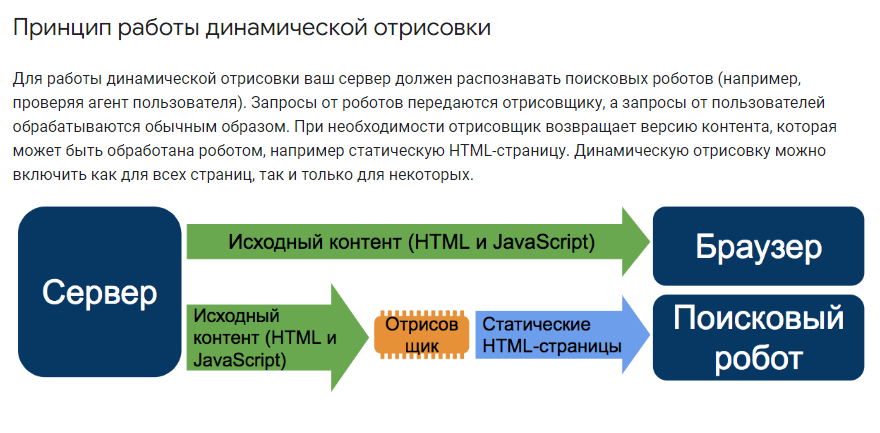 Принцип работы динамической отрисовки
Для работы динамической отрисовки ваш сервер должен распознавать поисковых роботов (например,
проверяя агент пользователя). Запросы от роботов передаются отрисовщику, а запросы от пользователей
обрабатываются обычным образом. При необходимости отрисовщик возвращает версию контента, которая
может быть обработана роботом, например статическую HTML-страницу. Динамическую отрисовку можно
включить как для всех страниц, так и только для некоторых.
Сервер
Исходный контент (HTML и JavaScript)
Браузер
Исходный
контент (HTML и
JavaScript)
Отрисов
щик
Статические
HTML-страницы
Поисковый
робот